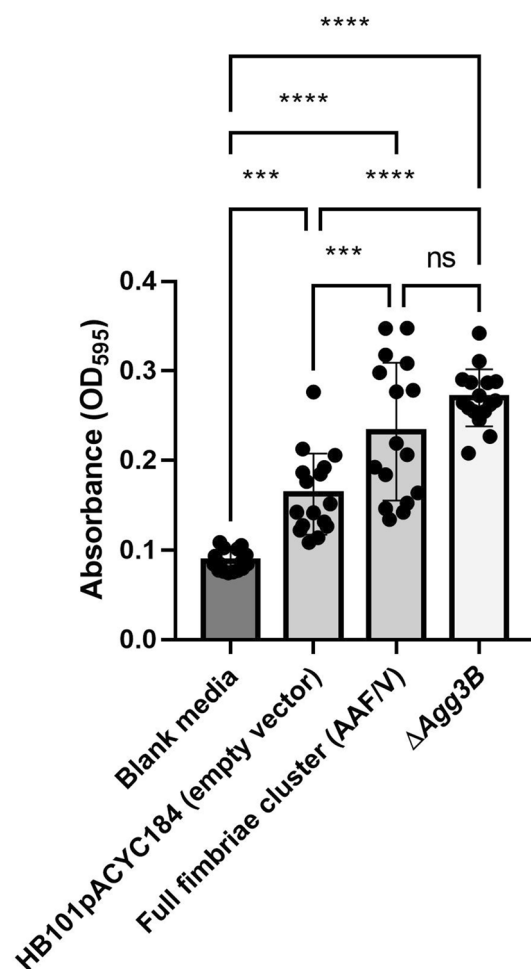 ****
****
***
****
***
ns
0.4
0.3
0.2
0.1
0.0
Absorbance (OD595)
Blank media
HB101pACYC184 (empty vector)
Full fimbriae cluster (AAF/V)
ΔAgg3B